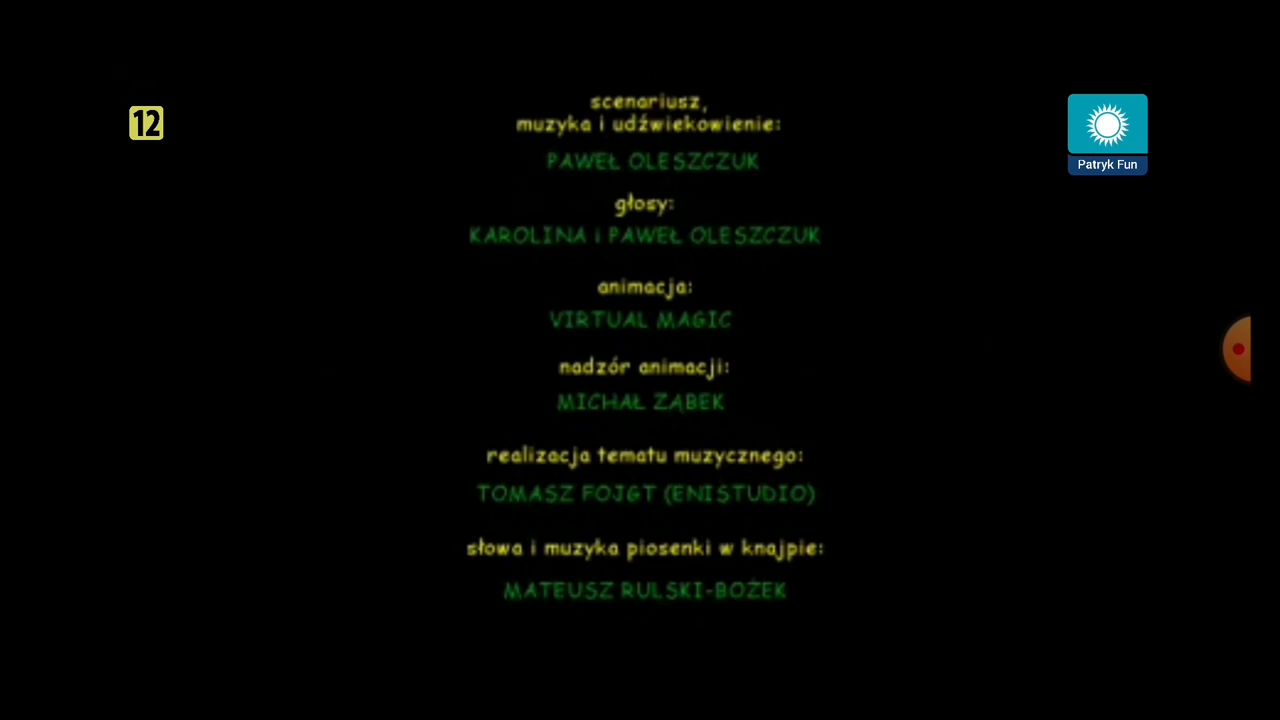 12
Patryk Fun
scenariusz,
muzyka i udźwiekowienie:
PAWEŁ OLESZCZUK
głosy:
KAROLINA i PAWEŁ OLESZCZUK
animacja:
VIRTUAL MAGIC
nadzór animacji:
MICHAŁ ZĄBEK
realizacja tematu muzycznego:
TOMASZ FOJGT (ENISTUDIO)
słowa i muzyka piosenki w knajpie:
MATEUSZ RULSKI-BOŻEK